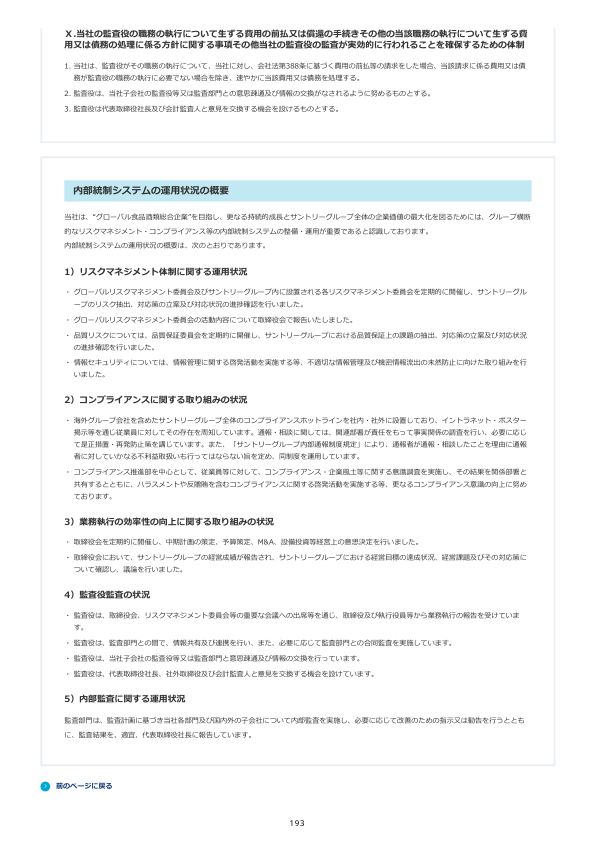 Ⅹ.当社の監査役の職務の執行について生ずる費用の前払又は償還の手続きその他の当該職務の執行について生ずる費
用又は債務の処理に係る方針に関する事項その他当社の監査役の監査が実効的に行われることを確保するための体制
1. 当社は、監査役がその職務の執行について、当社に対し、会社法第388条に基づく費用の前払等の請求をした場合、当該請求に係る費用又は債
務が監査役の職務の執行に必要でない場合を除き、速やかに当該費用又は債務を処理する。
2. 監査役は、当社子会社の監査役等又は監査部門との意思疎通及び情報の交換がなされるように努めるものとする。
3. 監査役は代表取締役社長及び会計監査人と意見を交換する機会を設けるものとする。
内部統制システムの運用状況の概要
当社は、“グローバル食品酒類総合企業”を目指し、更なる持続的成長とサントリーグループ全体の企業価値の最大化を図るためには、グループ横断
的なリスクマネジメント・コンプライアンス等の内部統制システムの整備・運用が重要であると認識しております。
内部統制システムの運用状況の概要は、次のとおりであります。
1）リスクマネジメント体制に関する運用状況
・ グローバルリスクマネジメント委員会及びサントリーグループ内に設置される各リスクマネジメント委員会を定期的に開催し、サントリーグル
ープのリスク抽出、対応策の立案及び対応状況の進捗確認を行いました。
・ グローバルリスクマネジメント委員会の活動内容について取締役会で報告いたしました。
・ 品質リスクについては、品質保証委員会を定期的に開催し、サントリーグループにおける品質保証上の課題の抽出、対応策の立案及び対応状況
の進捗確認を行いました。
・ 情報セキュリティについては、情報管理に関する啓発活動を実施する等、不適切な情報管理及び機密情報流出の未然防止に向けた取り組みを行
いました。
2）コンプライアンスに関する取り組みの状況
・ 海外グループ会社を含めたサントリーグループ全体のコンプライアンスホットラインを社内・社外に設置しており、イントラネット・ポスター
掲示等を通じ従業員に対してその存在を周知しています。通報・相談に関しては、関連部署が責任をもって事実関係の調査を行い、必要に応じ
て是正措置・再発防止策を講じています。また、「サントリーグループ内部通報制度規定」により、通報者が通報・相談したことを理由に通報
者に対していかなる不利益取扱いも行ってはならない旨を定め、同制度を運用しています。
・ コンプライアンス推進部を中心として、従業員等に対して、コンプライアンス・企業風土等に関する意識調査を実施し、その結果を関係部署と
共有するとともに、ハラスメントや反贈賄を含むコンプライアンスに関する啓発活動を実施する等、更なるコンプライアンス意識の向上に努め
ております。
3）業務執行の効率性の向上に関する取り組みの状況
・ 取締役会を定期的に開催し、中期計画の策定、予算策定、M&A、設備投資等経営上の意思決定を行いました。
・ 取締役会において、サントリーグループの経営成績が報告され、サントリーグループにおける経営目標の達成状況、経営課題及びその対応策に
ついて確認し、議論を行いました。
4）監査役監査の状況
・ 監査役は、取締役会、リスクマネジメント委員会等の重要な会議への出席等を通じ、取締役及び執行役員等から業務執行の報告を受けていま
す。
・ 監査役は、監査部門との間で、情報共有及び連携を行い、また、必要に応じて監査部門との合同監査を実施しています。
・ 監査役は、当社子会社の監査役等又は監査部門と意思疎通及び情報の交換を行っています。
・ 監査役は、代表取締役社長、社外取締役及び会計監査人と意見を交換する機会を設けています。
5）内部監査に関する運用状況
監査部門は、監査計画に基づき当社各部門及び国内外の子会社について内部監査を実施し、必要に応じて改善のための指示又は勧告を行うととも
に、監査結果を、適宜、代表取締役社長に報告しています。
前のページに戻る
193